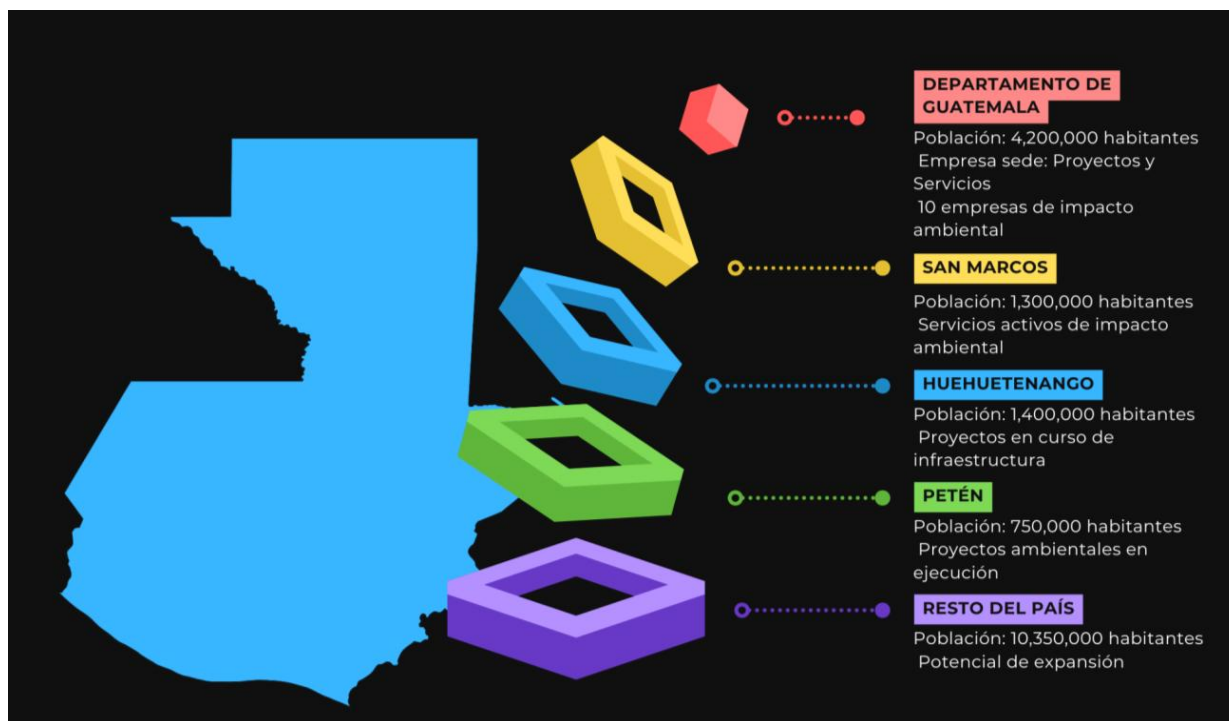 DEPARTAMENTO DE
GUATEMALA
Población: 4,200,000 habitantes
Empresa sede: Proyectos y
Servicios
10 empresas de impacto
ambiental
SAN MARCOS
Población: 1,300,000 habitantes
Servicios activos de impacto
ambiental
HUEHUETENANGO
Población: 1,400,000 habitantes
Proyectos en curso de
infraestructura
PETÉN
Población: 750,000 habitantes
Proyectos ambientales en
ejecución
RESTO DEL PAÍS
Población: 10,350,000 habitantes
Potencial de expansión